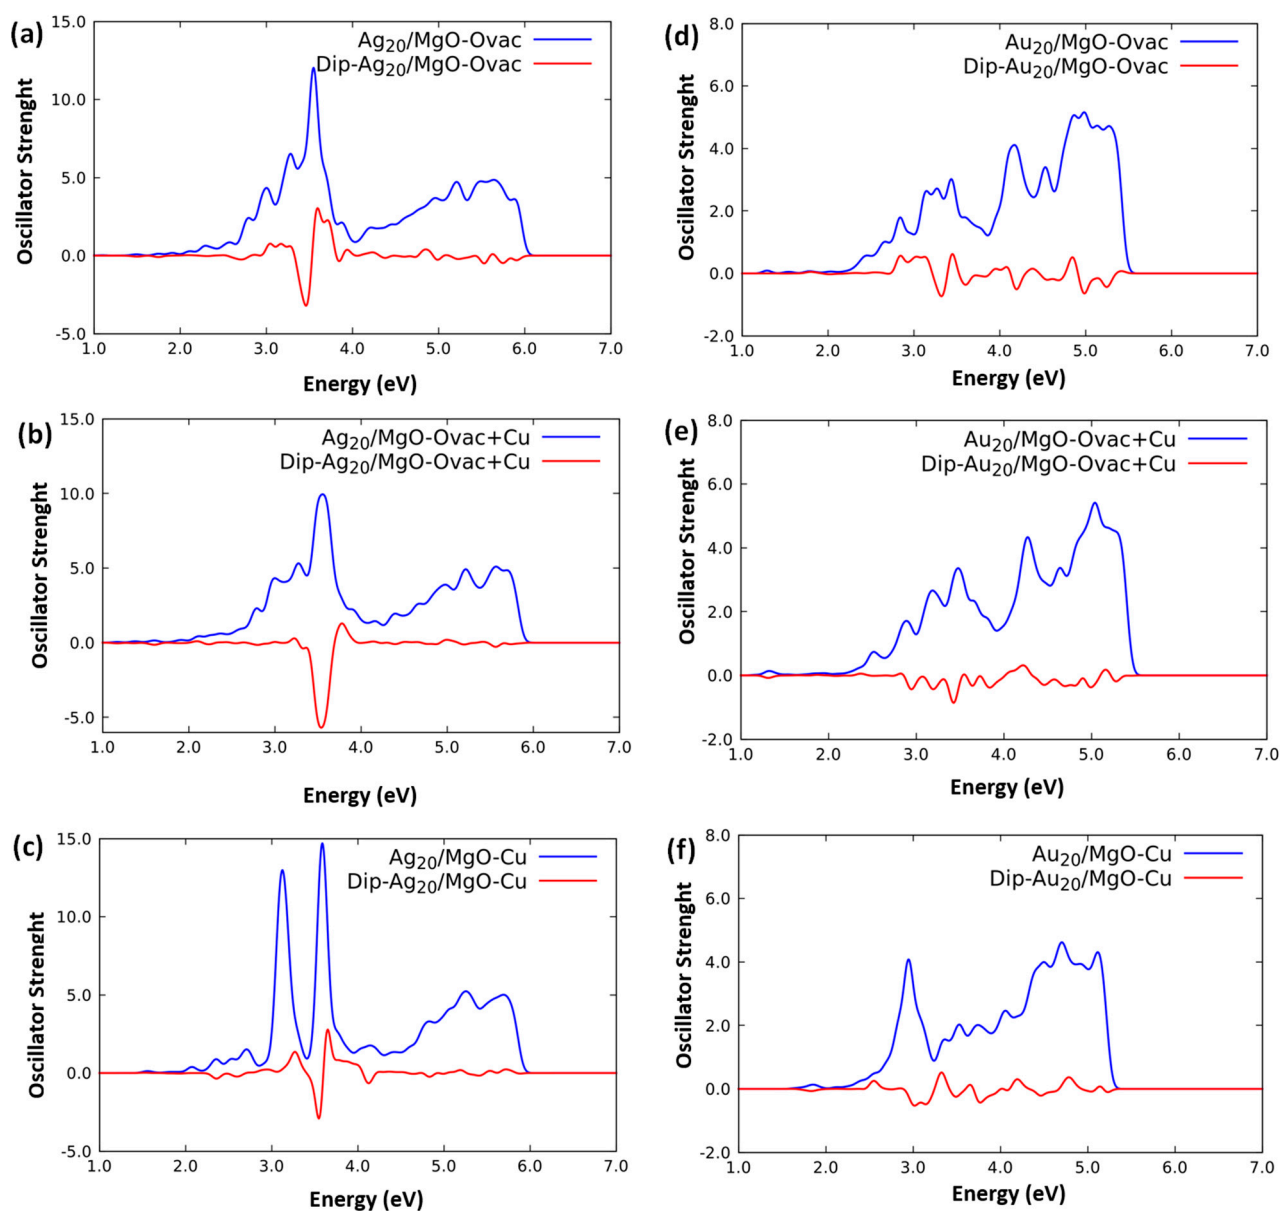 (a)
15.0
10.0
5.0
0.0
-5.0
Oscillator Strenght
Ag20/MgO-Ovac
Dip-Ag20/MgO-Ovac
1.0 2.0 3.0 4.0 5.0 6.0 7.0
Energy (eV)
(d)
8.0
6.0
4.0
2.0
0.0
-2.0
Oscillator Strenght
Au20/MgO-Ovac
Dip-Au20/MgO-Ovac
1.0 2.0 3.0 4.0 5.0 6.0 7.0
Energy (eV)
(b)
15.0
10.0
5.0
0.0
-5.0
Oscillator Strenght
Ag20/MgO-Ovac+Cu
Dip-Ag20/MgO-Ovac+Cu
1.0 2.0 3.0 4.0 5.0 6.0 7.0
Energy (eV)
(e)
8.0
6.0
4.0
2.0
0.0
-2.0
Oscillator Strenght
Au20/MgO-Ovac+Cu
Dip-Au20/MgO-Ovac+Cu
1.0 2.0 3.0 4.0 5.0 6.0 7.0
Energy (eV)
(c)
15.0
10.0
5.0
0.0
-5.0
Oscillator Strenght
Ag20/MgO-Cu
Dip-Ag20/MgO-Cu
1.0 2.0 3.0 4.0 5.0 6.0 7.0
Energy (eV)
(f)
8.0
6.0
4.0
2.0
0.0
-2.0
Oscillator Strenght
Au20/MgO-Cu
Dip-Au20/MgO-Cu
1.0 2.0 3.0 4.0 5.0 6.0 7.0
Energy (eV)